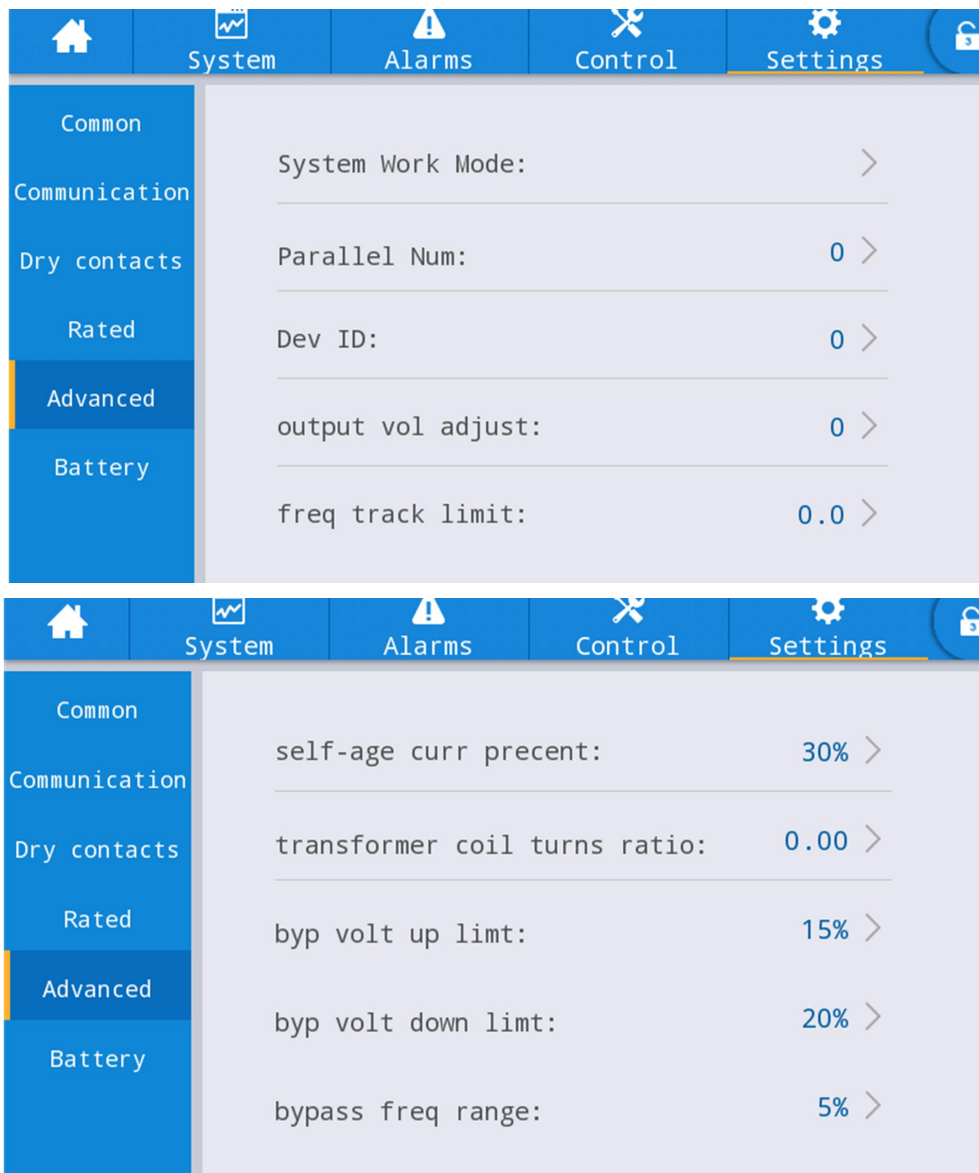 System
Alarms
Control
Settings
3
Common
Communication
Dry contacts
Rated
Advanced
Battery
System Work Mode:
Parallel Num: 0
Dev ID: 0
output vol adjust: 0
freq track limit: 0.0
System
Alarms
Control
Settings
3
Common
Communication
Dry contacts
Rated
Advanced
Battery
self-age curr precent: 30%
transformer coil turns ratio: 0.00
byp volt up limt: 15%
byp volt down limt: 20%
bypass freq range: 5%